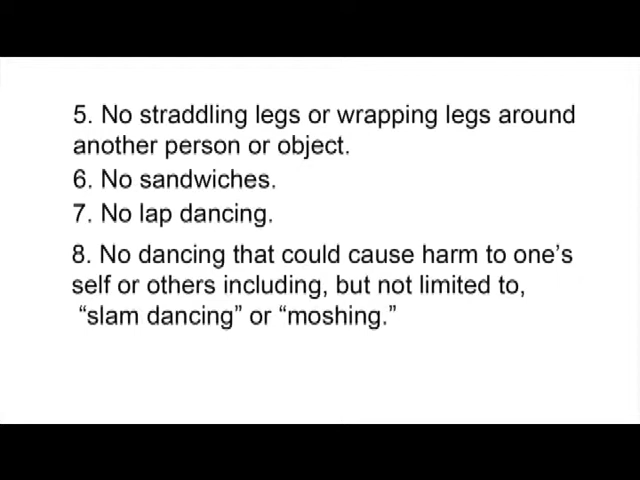 5. No straddling legs or wrapping legs around
another person or object.
6. No sandwiches.
7. No lap dancing.
8. No dancing that could cause harm to one’s
self or others including, but not limited to,
“slam dancing” or “moshing.”